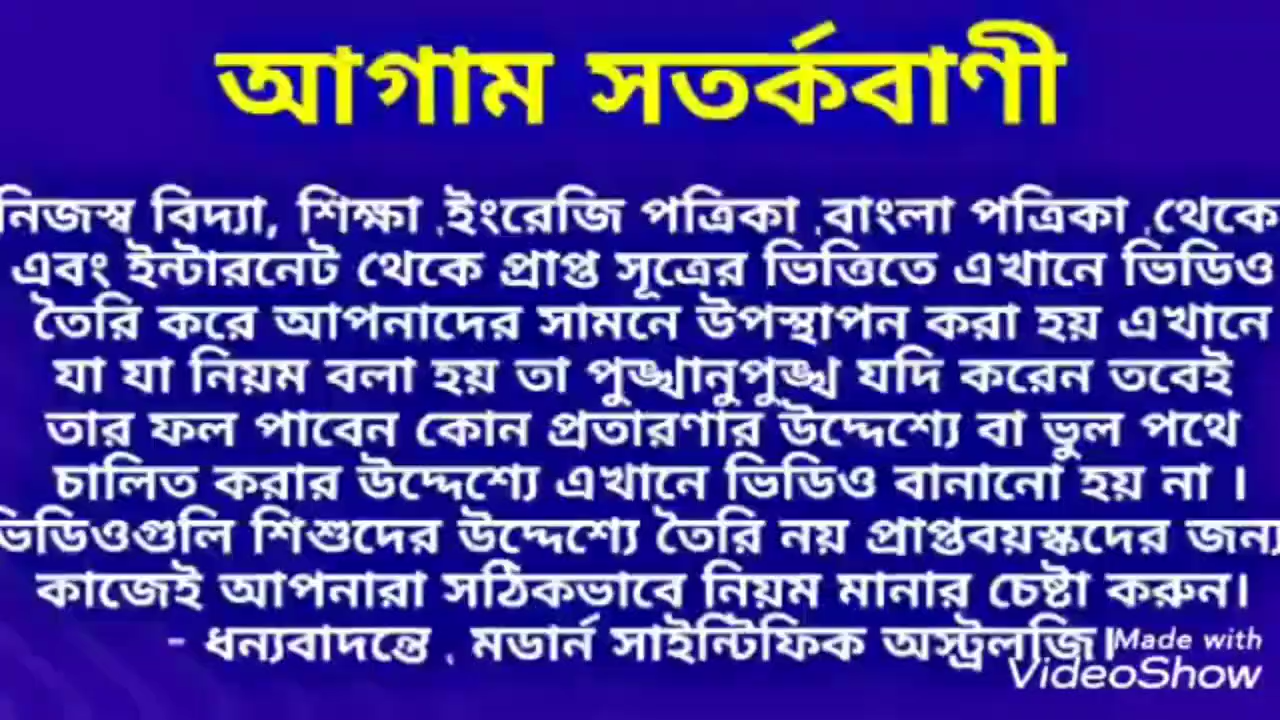 আগাম সতর্কবাণী
নিজস্ব বিদ্যা, শিক্ষা ,ইংরেজি পত্রিকা ,বাংলা পত্রিকা ,থেকে
এবং ইন্টারনেট থেকে প্রাপ্ত সূত্রের ভিত্তিতে এখানে ভিডিও
তৈরি করে আপনাদের সামনে উপস্থাপন করা হয় এখানে
যা যা নিয়ম বলা হয় তা পুঙ্খানুপুঙ্খ যদি করেন তবেই
তার ফল পাবেন কোন প্রতারণার উদ্দেশ্যে বা ভুল পথে
চালিত করার উদ্দেশ্যে এখানে ভিডিও বানানো হয় না ।
ভিডিওগুলি শিশুদের উদ্দেশ্যে তৈরি নয় প্রাপ্তবয়স্কদের জন্য
কাজেই আপনারা সঠিকভাবে নিয়ম মানার চেষ্টা করুন।
- ধন্যবাদন্তে , মডার্ন সাইন্টিফিক অস্ট্রলজি।
Made with
VideoShow